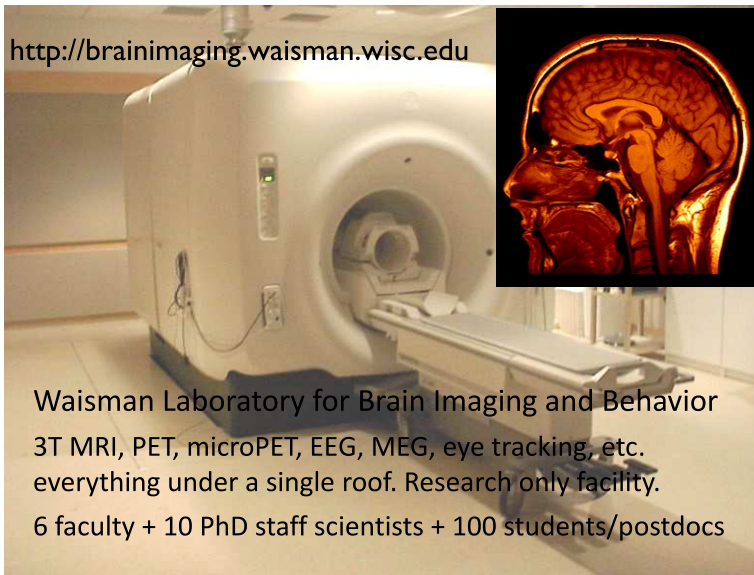 http://brainimaging.waisman.wisc.edu
Waisman Laboratory for Brain Imaging and Behavior
3T MRI, PET, microPET, EEG, MEG, eye tracking, etc.
everything under a single roof. Research only facility.
6 faculty + 10 PhD staff scientists + 100 students/postdocs